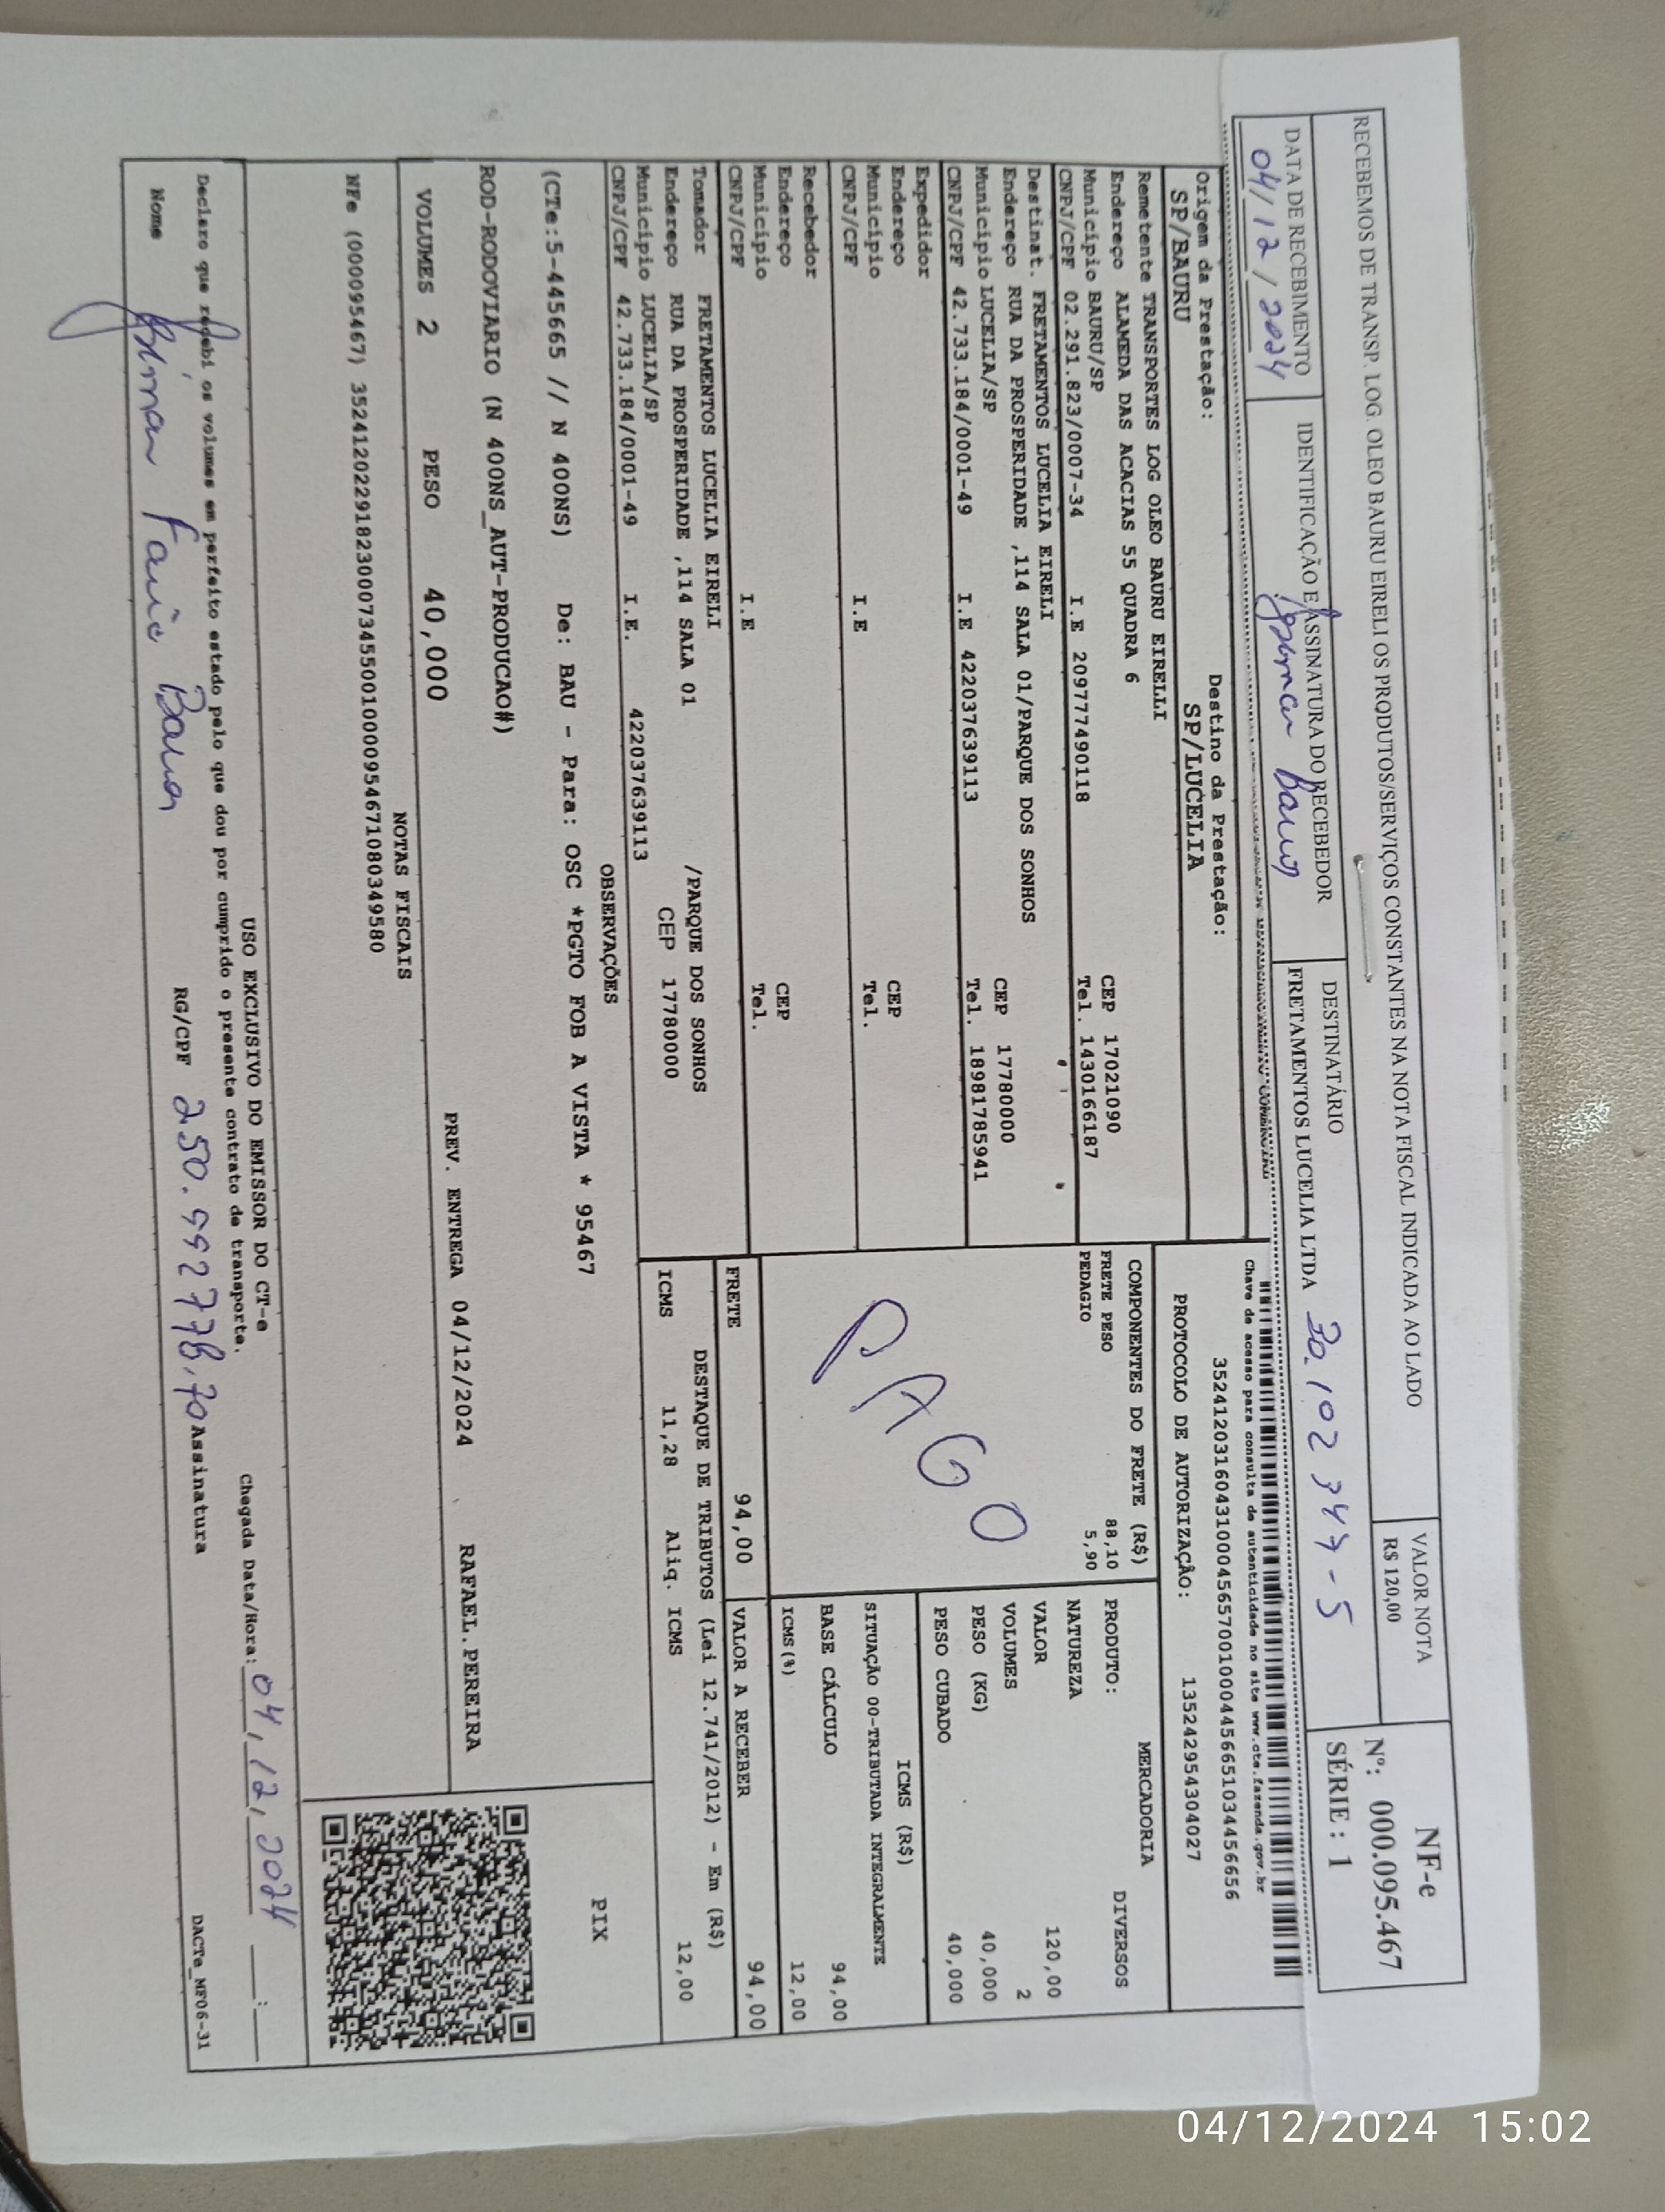 RECEBEMOS DE TRANSP. LOG. OLEO BAURU EIRELI OS PRODUTOS/SERVIÇOS CONSTANTES NA NOTA FISCAL INDICADA AO LADO
VALOR NOTA
R$ 120,00
NF-e
Nº: 000.095.467
SÉRIE : 1
DATA DE RECEBIMENTO
04/12/2024
IDENTIFICAÇÃO E ASSINATURA DO RECEBEDOR
DESTINATÁRIO
FRETAMENTOS LUCELIA LTDA 30.102 347-5
Chave de acesso para consulta de autenticidade no site www.cte.fazenda.gov.br
35241203160431000456570010004456651034456656
Origem da Prestação:
SP/BAURU
Destino da Prestação:
SP/LUCELIA
PROTOCOLO DE AUTORIZAÇÃO: 135242954304027
Remetente TRANSPORTES LOG OLEO BAURU EIRELLI
Endereço ALAMEDA DAS ACACIAS 55 QUADRA 6 CEP 17021090
Município BAURU/SP Tel. 1430166187
CNPJ/CPF 02.291.823/0007-34 I.E 209777490118
Destinat. FRETAMENTOS LUCELIA EIRELI
Endereço RUA DA PROSPERIDADE ,114 SALA 01/PARQUE DOS SONHOS CEP 17780000
Município LUCELIA/SP Tel. 18981785941
CNPJ/CPF 42.733.184/0001-49 I.E 422037639113
Expedidor
Endereço CEP
Município Tel.
CNPJ/CPF I.E
Recebedor
Endereço CEP
Município Tel.
CNPJ/CPF I.E
Tomador FRETAMENTOS LUCELIA EIRELI
Endereço RUA DA PROSPERIDADE ,114 SALA 01 /PARQUE DOS SONHOS
Município LUCELIA/SP CEP 17780000
CNPJ/CPF 42.733.184/0001-49 I.E. 422037639113
COMPONENTES DO FRETE (R$)
FRETE PESO 88,10
PEDAGIO 5,90
PAGO
MERCADORIA
PRODUTO: DIVERSOS
NATUREZA
VALOR 120,00
VOLUMES 2
PESO (KG) 40,000
PESO CUBADO 40,000
ICMS (R$)
SITUAÇÃO 00-TRIBUTADA INTEGRALMENTE
BASE CÁLCULO 94,00
ICMS(%) 12,00
FRETE 94,00
VALOR A RECEBER 94,00
DESTAQUE DE TRIBUTOS (Lei 12.741/2012) - Em (R$)
ICMS 11,28 Aliq. ICMS 12,00
OBSERVAÇÕES
(CTe:5-445665 // N 400NS) De: BAU - Para: OSC *PGTO FOB A VISTA * 95467
ROD-RODOVIARIO (N 400NS_AUT-PRODUCAO#)
PIX
VOLUMES 2 PESO 40,000 PREV. ENTREGA 04/12/2024 RAFAEL.PEREIRA
NOTAS FISCAIS
NFe (000095467) 35241202291823000734550010000954671080349580
USO EXCLUSIVO DO EMISSOR DO CT-e
Declaro que recebi os volumes em perfeito estado pelo que dou por cumprido o presente contrato de transporte.
Chegada Data/Hora: 04/12/2024 __:__
Nome
RG/CPF
Assinatura
DACTe_NF06-31
04/12/2024 15:02